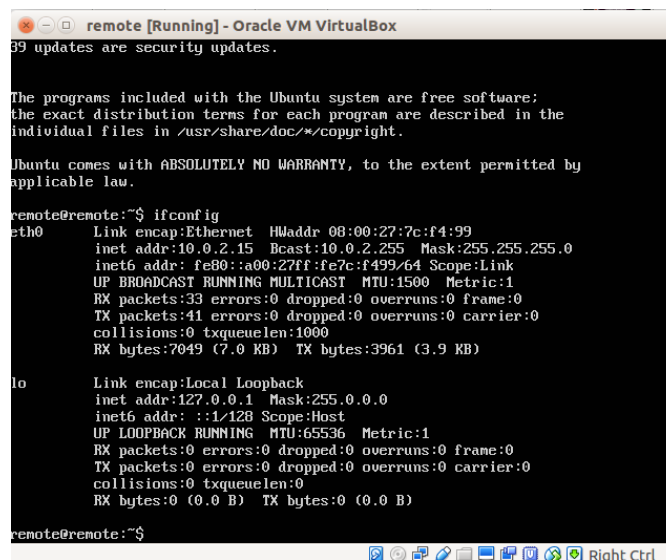 remote [Running] - Oracle VM VirtualBox
39 updates are security updates.
The programs included with the Ubuntu system are free software;
the exact distribution terms for each program are described in the
individual files in /usr/share/doc/*/copyright.
Ubuntu comes with ABSOLUTELY NO WARRANTY, to the extent permitted by
applicable law.
remote@remote:~$ ifconfig
eth0 Link encap:Ethernet HWaddr 08:00:27:7c:f4:99
inet addr:10.0.2.15 Bcast:10.0.2.255 Mask:255.255.255.0
inet6 addr: fe80::a00:27ff:fe7c:f499/64 Scope:Link
UP BROADCAST RUNNING MULTICAST MTU:1500 Metric:1
RX packets:33 errors:0 dropped:0 overruns:0 frame:0
TX packets:41 errors:0 dropped:0 overruns:0 carrier:0
collisions:0 txqueuelen:1000
RX bytes:7049 (7.0 KB) TX bytes:3961 (3.9 KB)
lo Link encap:Local Loopback
inet addr:127.0.0.1 Mask:255.0.0.0
inet6 addr: ::1/128 Scope:Host
UP LOOPBACK RUNNING MTU:65536 Metric:1
RX packets:0 errors:0 dropped:0 overruns:0 frame:0
TX packets:0 errors:0 dropped:0 overruns:0 carrier:0
collisions:0 txqueuelen:0
RX bytes:0 (0.0 B) TX bytes:0 (0.0 B)
remote@remote:~$
Right Ctrl